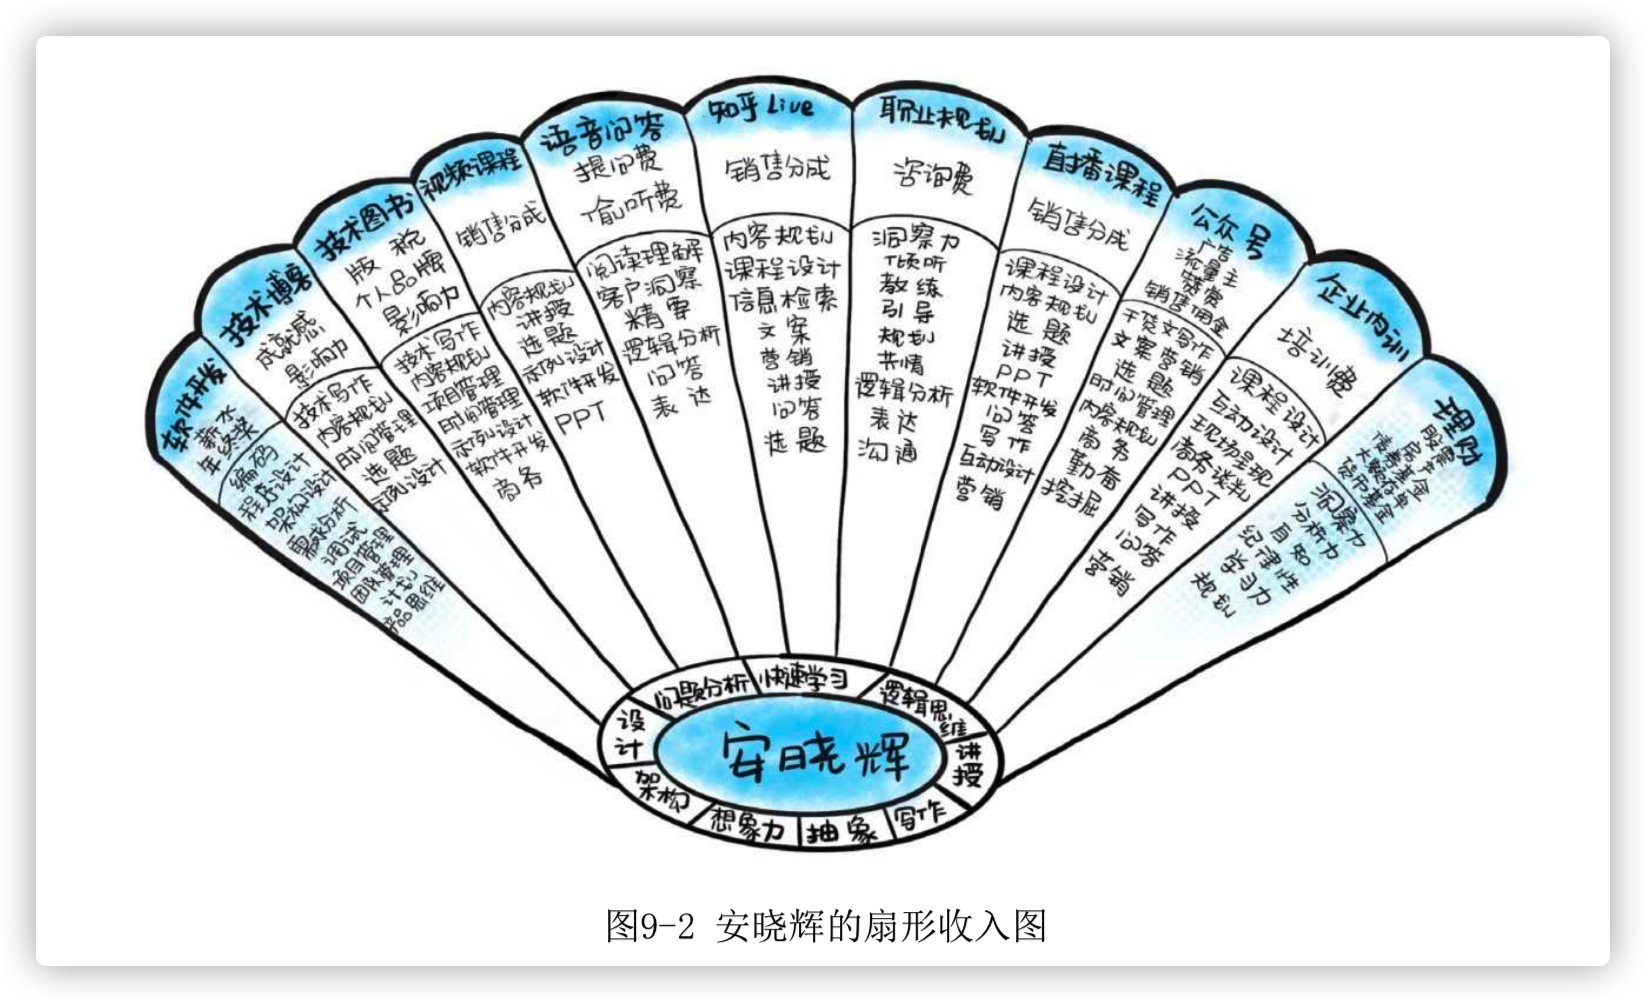 软件开发
薪水
年终奖
编码
程序设计
架构设计
需求分析
调试
项目管理
团队管理
计划
产品思维
技术博客
成就感
影响力
技术写作
内容规划
时间管理
选题
示例设计
技术图书
版税
个人品牌
影响力
技术写作
内容规划
项目管理
时间管理
示例设计
软件开发
商务
视频课程
销售分成
内容规划
讲授
选题
示例设计
软件开发
PPT
语音问答
提问费
偷听费
阅读理解
客户洞察
精要
逻辑分析
问答
表达
知乎Live
销售分成
内容规划
课程设计
信息检索
文案
营销
讲授
问答
选题
职业规划
咨询费
洞察力
倾听
教练
引导
规划
共情
逻辑分析
表达
沟通
直播课程
销售分成
课程设计
内容规划
选题
讲授
PPT
软件开发
问答
写作
互动设计
营销
公众号
广告
流量主
赞赏
销售佣金
干货文写作
文案营销
选题
时间管理
内容规划
商务
勤奋
挖掘
企业内训
培训费
课程设计
互动设计
现场呈现
商务谈判
PPT
讲授
写作
问答
营销
理财
股票
房产
债券基金
大额存单
货币基金
洞察力
分析力
自知
纪律性
学习力
规划
设计
问题分析
快速学习
逻辑思维
讲授
写作
抽象
想象力
架构
安晓辉
图9-2 安晓辉的扇形收入图